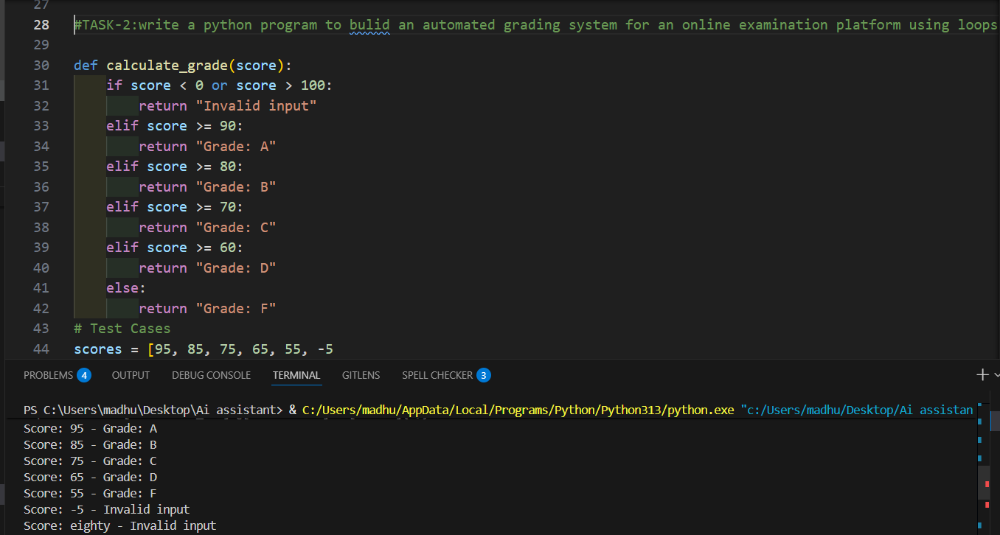 27
28 #TASK-2:write a python program to bulid an automated grading system for an online examination platform using loops
29
30 def calculate_grade(score):
31     if score < 0 or score > 100:
32         return "Invalid input"
33     elif score >= 90:
34         return "Grade: A"
35     elif score >= 80:
36         return "Grade: B"
37     elif score >= 70:
38         return "Grade: C"
39     elif score >= 60:
40         return "Grade: D"
41     else:
42         return "Grade: F"
43 # Test Cases
44 scores = [95, 85, 75, 65, 55, -5
PROBLEMS 4 OUTPUT DEBUG CONSOLE TERMINAL GITLENS SPELL CHECKER 3
PS C:\Users\madhu\Desktop\Ai assistant> & C:/Users/madhu/AppData/Local/Programs/Python/Python313/python.exe "c:/Users/madhu/Desktop/Ai assistan
Score: 95 - Grade: A
Score: 85 - Grade: B
Score: 75 - Grade: C
Score: 65 - Grade: D
Score: 55 - Grade: F
Score: -5 - Invalid input
Score: eighty - Invalid input